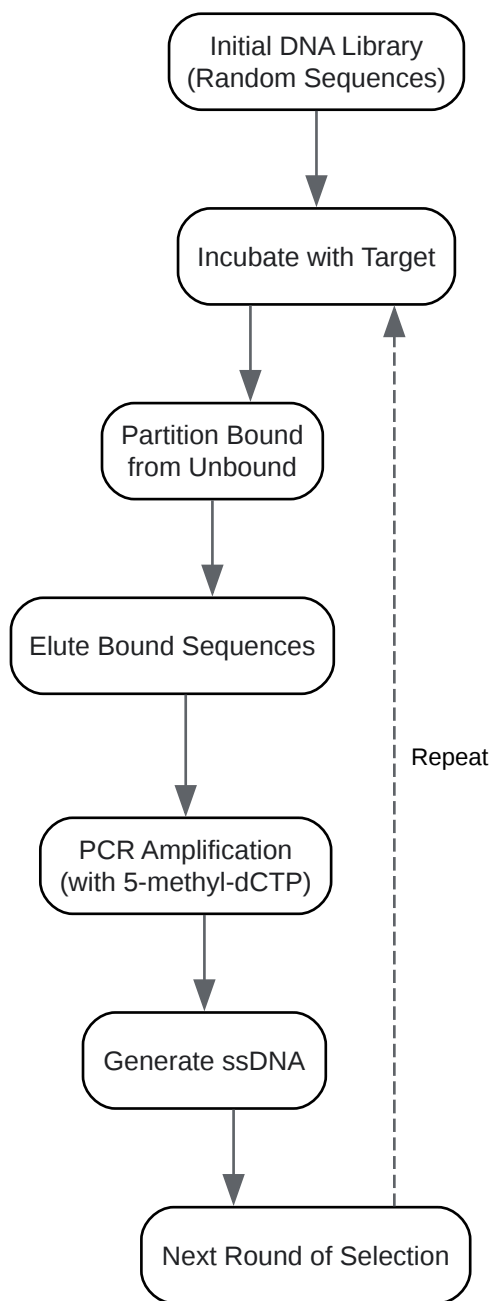 Initial DNA Library
(Random Sequences)
Incubate with Target
Partition Bound
from Unbound
Elute Bound Sequences
Repeat
PCR Amplification
(with 5-methyl-dCTP)
Generate ssDNA
Next Round of Selection